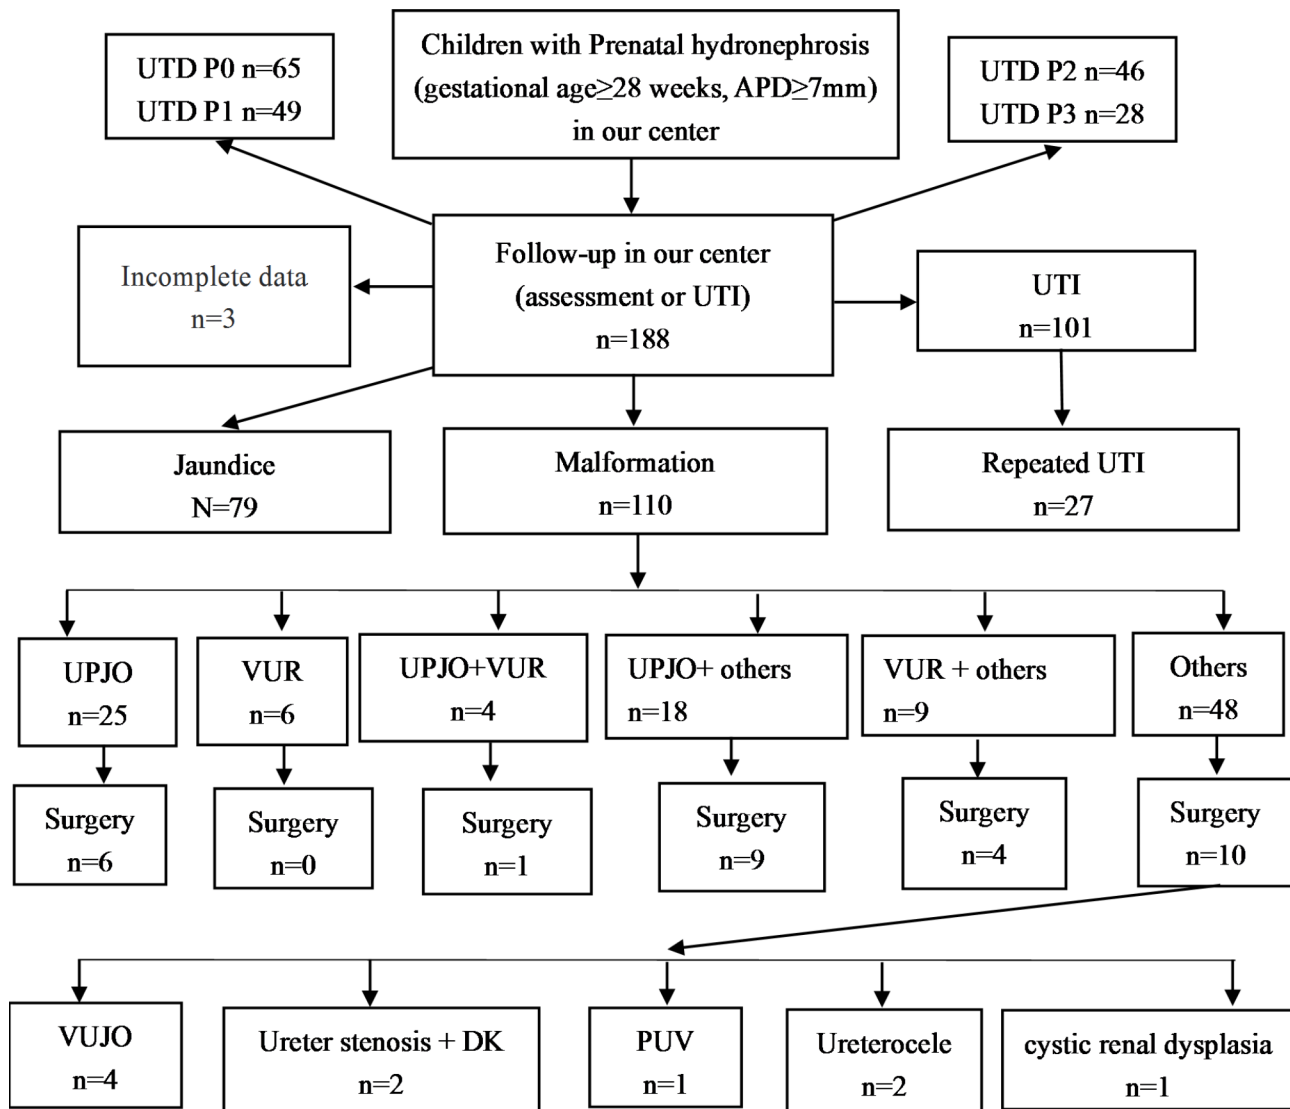 UTD P0 n=65
UTD P1 n=49
Children with Prenatal hydronephrosis
(gestational age≥28 weeks, APD≥7mm)
in our center
UTD P2 n=46
UTD P3 n=28
Incomplete data
n=3
Follow-up in our center
(assessment or UTI)
n=188
UTI
n=101
Jaundice
N=79
Malformation
n=110
Repeated UTI
n=27
UPJO
n=25
VUR
n=6
UPJO+VUR
n=4
UPJO+ others
n=18
VUR + others
n=9
Others
n=48
Surgery
n=6
Surgery
n=0
Surgery
n=1
Surgery
n=9
Surgery
n=4
Surgery
n=10
VUJO
n=4
Ureter stenosis + DK
n=2
PUV
n=1
Ureterocele
n=2
cystic renal dysplasia
n=1